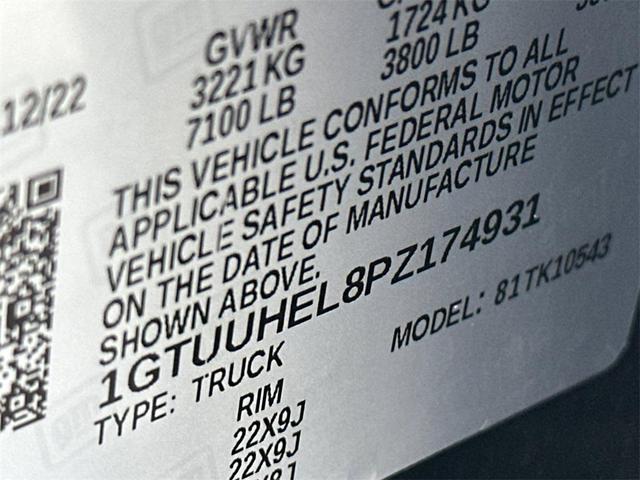 12/22
GVWR
3221 KG
7100 LB
1724 KG
3800 LB
THIS VEHICLE CONFORMS TO ALL
APPLICABLE U.S. FEDERAL MOTOR
VEHICLE SAFETY STANDARDS IN EFFECT
ON THE DATE OF MANUFACTURE
SHOWN ABOVE.
1GTUUHEL8PZ174931
TYPE: TRUCK
MODEL: 81TK10543
RIM
22X9J
22X9J